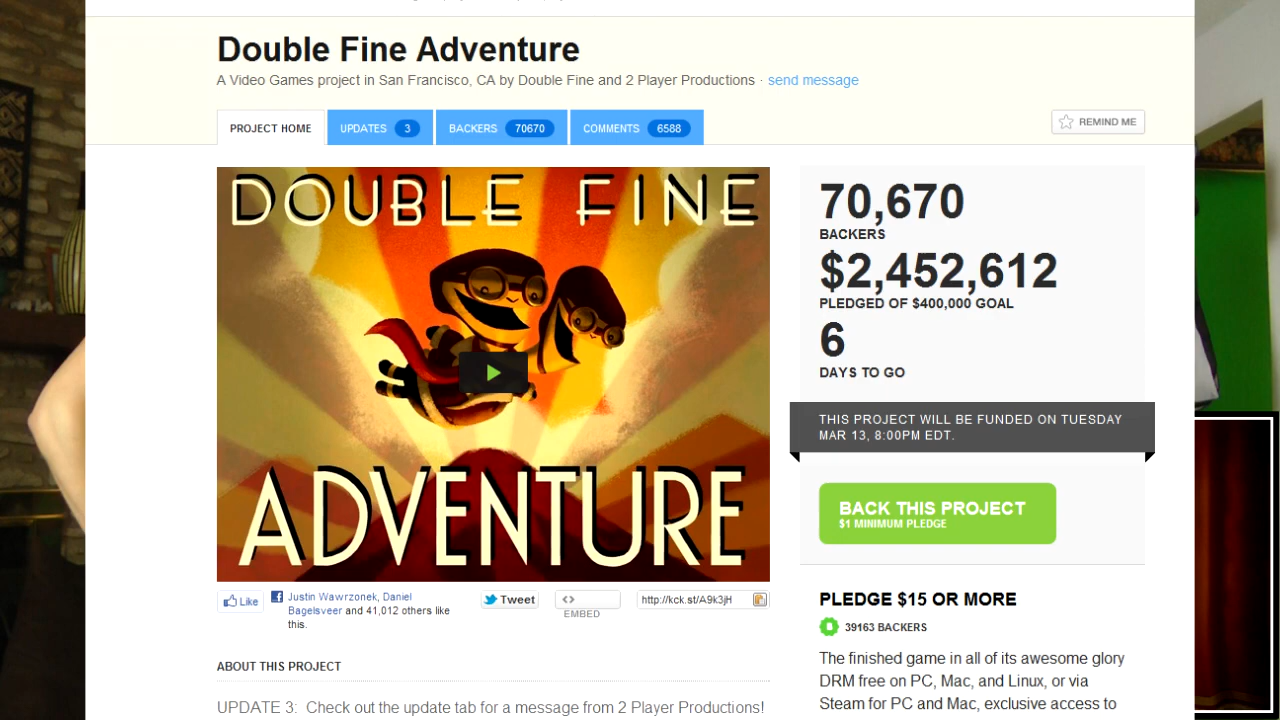 Double Fine Adventure
A Video Games project in San Francisco, CA by Double Fine and 2 Player Productions · send message
PROJECT HOME
UPDATES 3
BACKERS 70670
COMMENTS 6588
REMIND ME
DOUBLE FINE
ADVENTURE
70,670
BACKERS
$2,452,612
PLEDGED OF $400,000 GOAL
6
DAYS TO GO
THIS PROJECT WILL BE FUNDED ON TUESDAY
MAR 13, 8:00PM EDT.
BACK THIS PROJECT
$1 MINIMUM PLEDGE
Like
Justin Wawrzonek, Daniel
Bagelsveer and 41,012 others like
this.
Tweet
<> EMBED
http://kck.st/A9k3jH
PLEDGE $15 OR MORE
39163 BACKERS
The finished game in all of its awesome glory
DRM free on PC, Mac, and Linux, or via
Steam for PC and Mac, exclusive access to
ABOUT THIS PROJECT
UPDATE 3: Check out the update tab for a message from 2 Player Productions!